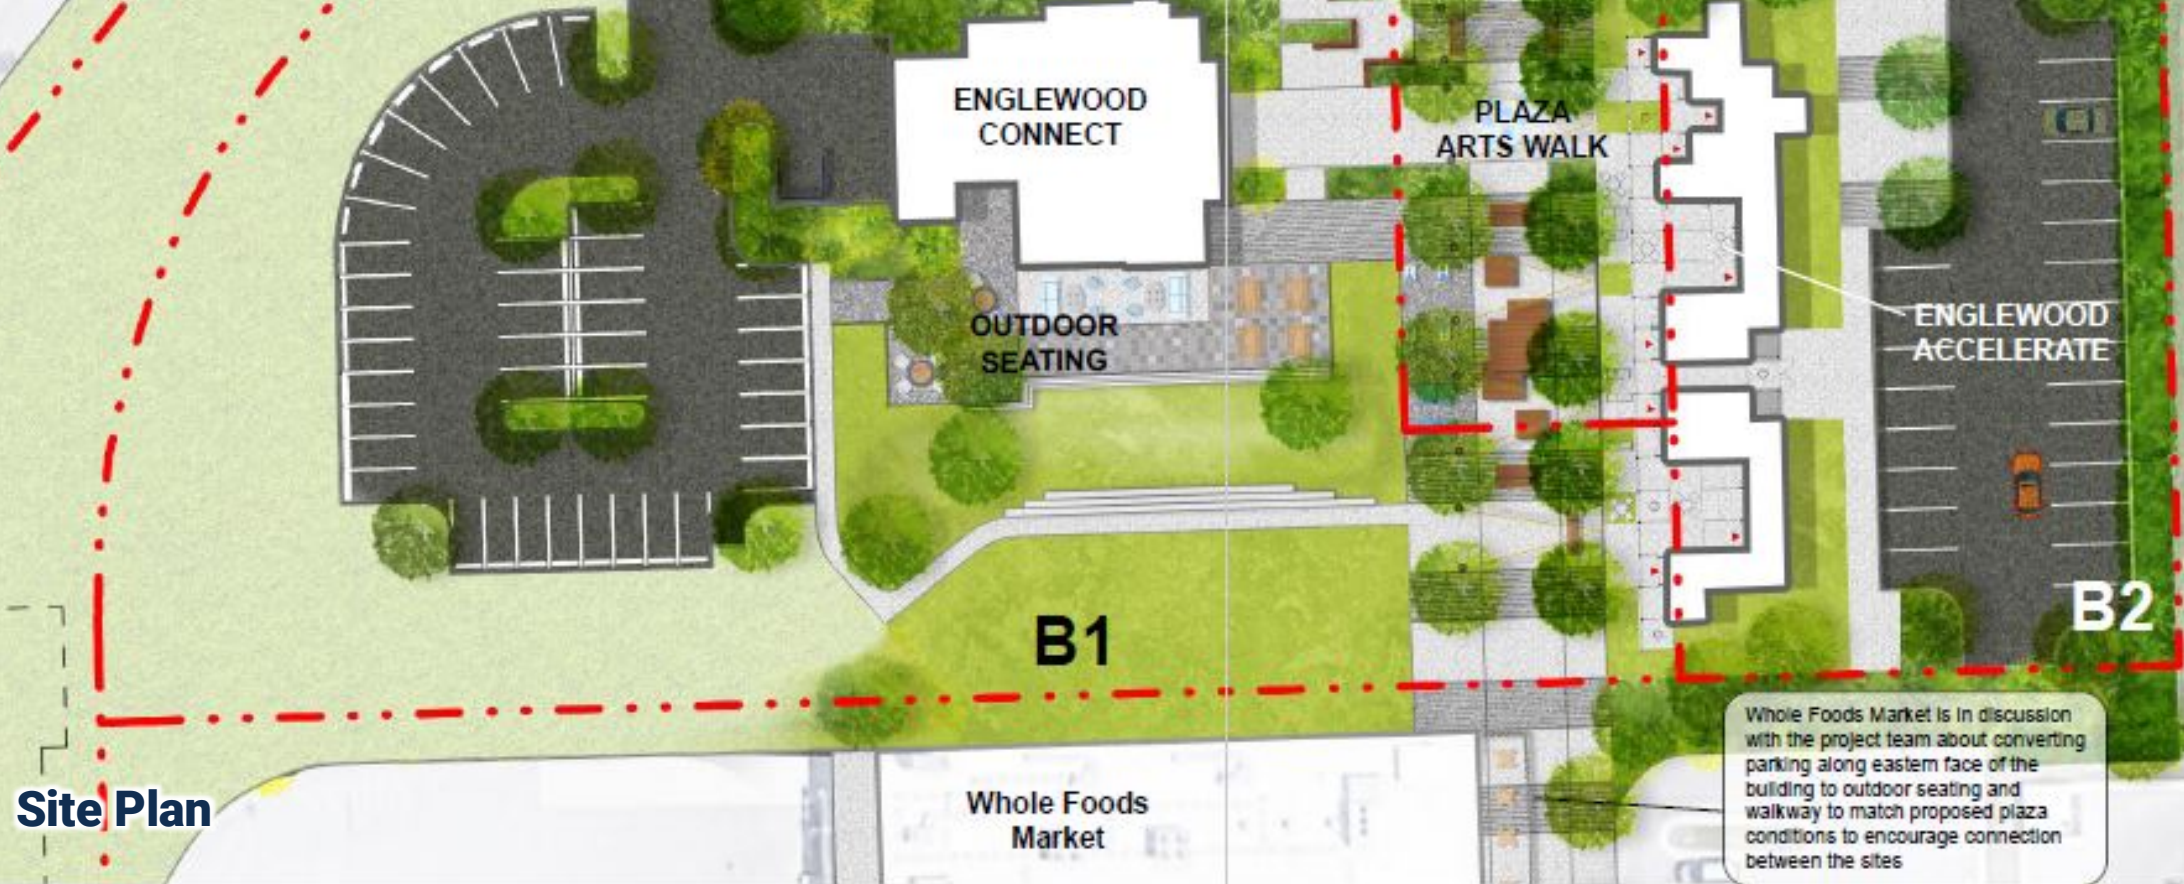 ENGLEWOOD
CONNECT
PLAZA
ARTS WALK
OUTDOOR
SEATING
ENGLEWOOD
ACCELERATE
B1
B2
Whole Foods
Market
Whole Foods Market is in discussion
with the project team about converting
parking along eastern face of the
building to outdoor seating and
walkway to match proposed plaza
conditions to encourage connection
between the sites
Site Plan